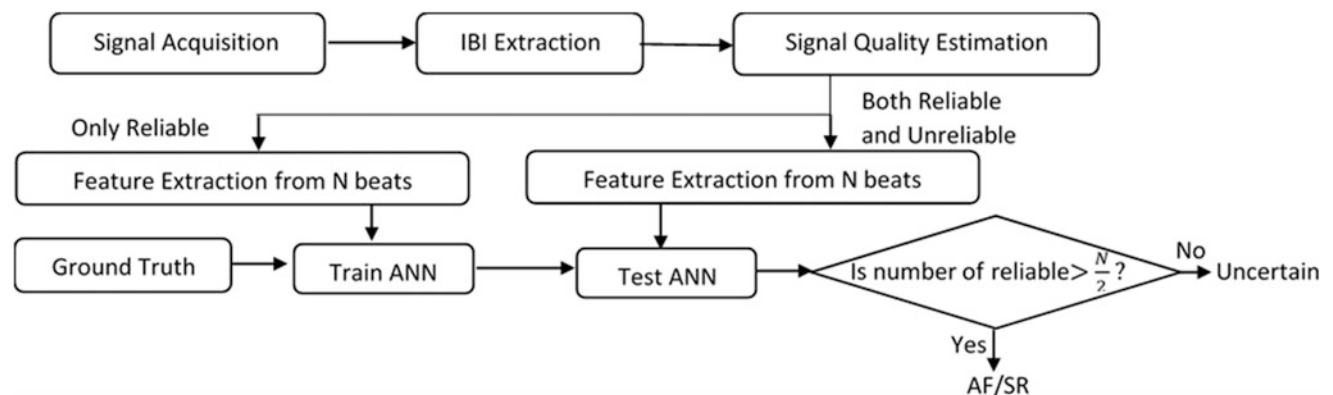 Signal Acquisition
IBI Extraction
Signal Quality Estimation
Only Reliable
Both Reliable
and Unreliable
Feature Extraction from N beats
Feature Extraction from N beats
Ground Truth
Train ANN
Test ANN
Is number of reliable> N/2 ?
No
Uncertain
Yes
AF/SR